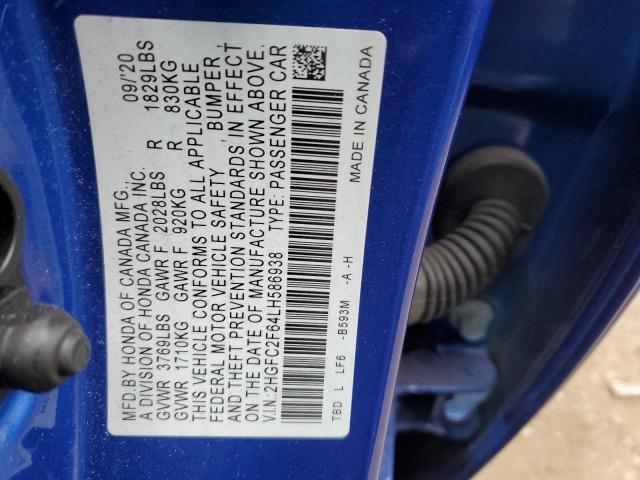 MFD.BY HONDA OF CANADA MFG., 09/'20
A DIVISION OF HONDA CANADA INC.
GVWR 3769LBS GAWR F 2028LBS R 1829LBS
GVWR 1710KG GAWR F 920KG R 830KG
THIS VEHICLE CONFORMS TO ALL APPLICABLE
FEDERAL MOTOR VEHICLE SAFETY, BUMPER,
AND THEFT PREVENTION STANDARDS IN EFFECT
ON THE DATE OF MANUFACTURE SHOWN ABOVE.
V.I.N.:2HGFC2F64LH586938 TYPE: PASSENGER CAR
TBD L LF6 -B593M -A -H
MADE IN CANADA